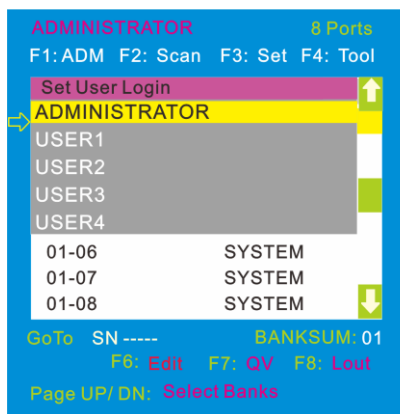 ADMINISTRATOR 8 Ports
F1: ADM F2: Scan F3: Set F4: Tool
Set User Login
ADMINISTRATOR
USER1
USER2
USER3
USER4
01-06 SYSTEM
01-07 SYSTEM
01-08 SYSTEM
GoTo SN ----- BANKSUM: 01
F6: Edit F7: QV F8: Lout
Page UP/ DN: Select Banks